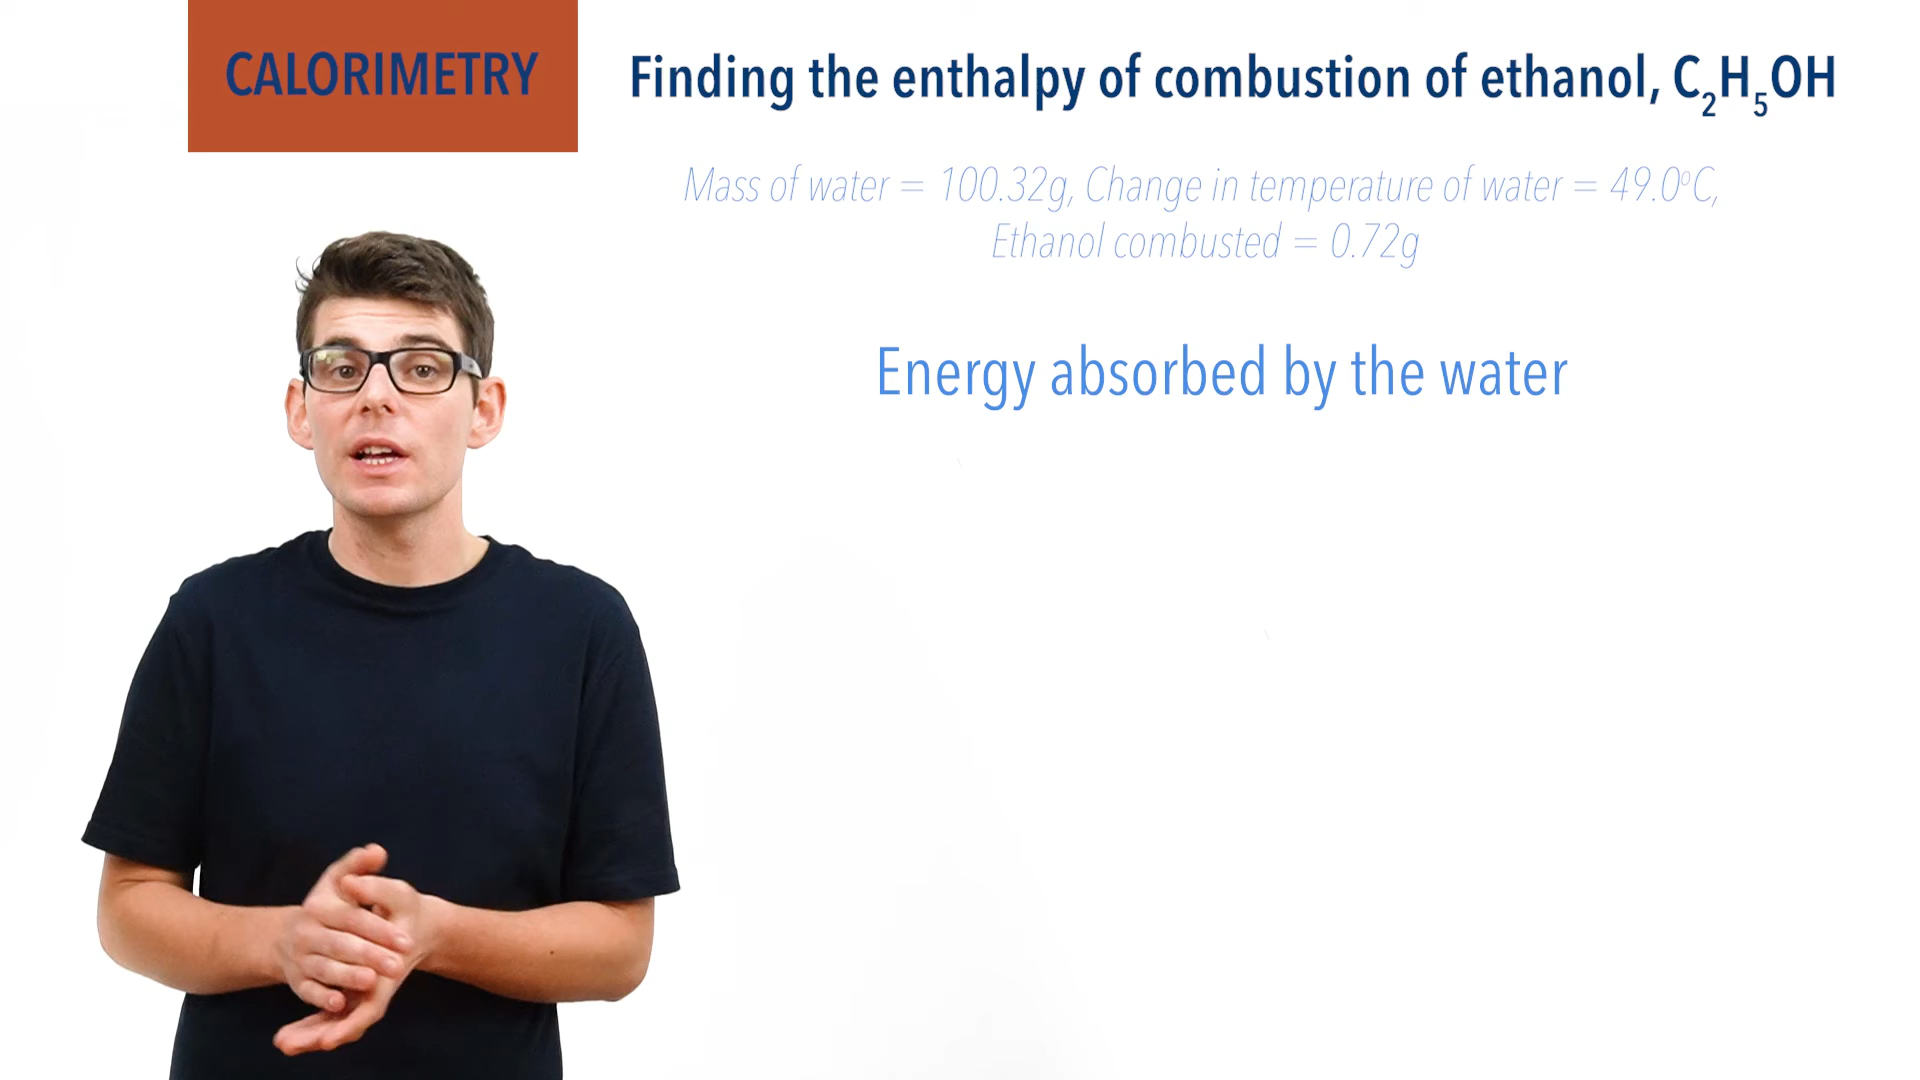 CALORIMETRY
Finding the enthalpy of combustion of ethanol, C₂H₅OH
Mass of water = 100.32g, Change in temperature of water = 49.0°C,
Ethanol combusted = 0.72g
Energy absorbed by the water